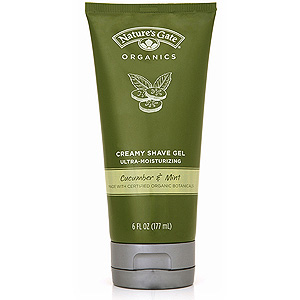 Nature's Gate
ORGANICS
CREAMY SHAVE GEL
ULTRA-MOISTURIZING
Cucumber & Mint
MADE WITH CERTIFIED ORGANIC BOTANICALS
6 FL OZ (177 mL)